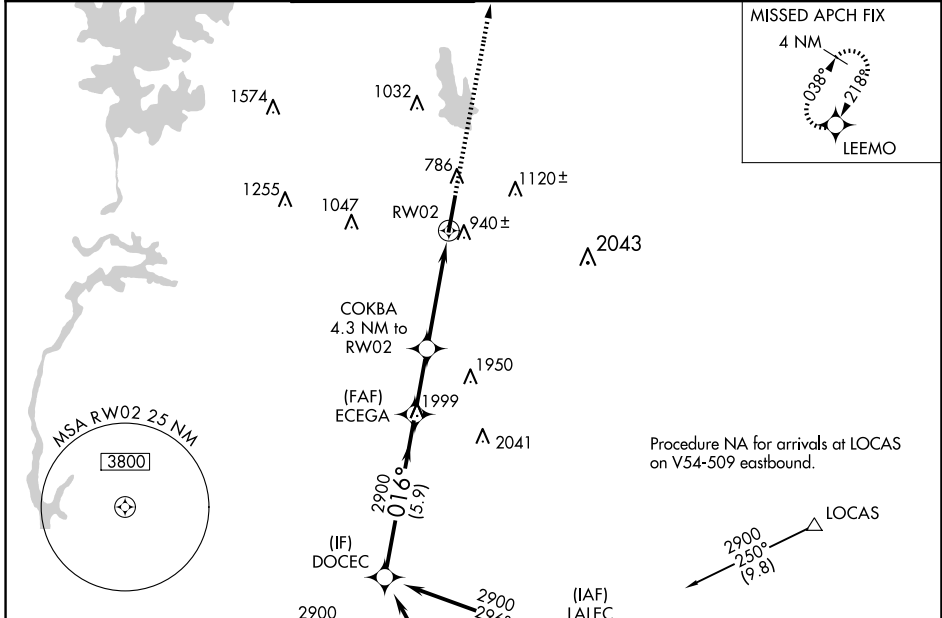 MISSED APCH FIX
4 NM
038°
218°
LEEMO
1574
1032
786
1120±
1255
1047
RW02
940±
2043
COKBA
4.3 NM to
RW02
1950
(FAF)
ECEGA
1999
2041
MSA RW02 25 NM
3800
Procedure NA for arrivals at LOCAS
on V54-509 eastbound.
2900
016°
(5.9)
LOCAS
2900
250°
(9.8)
(IF)
DOCEC
2900
2900
(IAF)